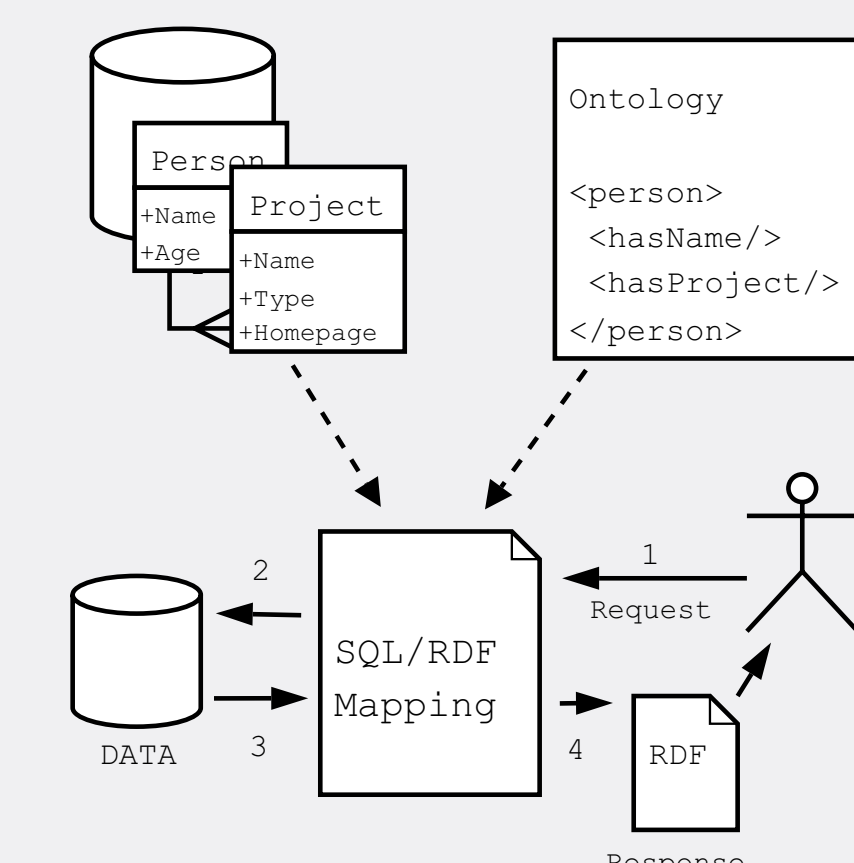 Person
+Name
+Age
Project
+Name
+Type
+Homepage
Ontology
<person>
<hasName/>
<hasProject/>
</person>
1
Request
2
SQL/RDF
Mapping
3
DATA
4
RDF
Response